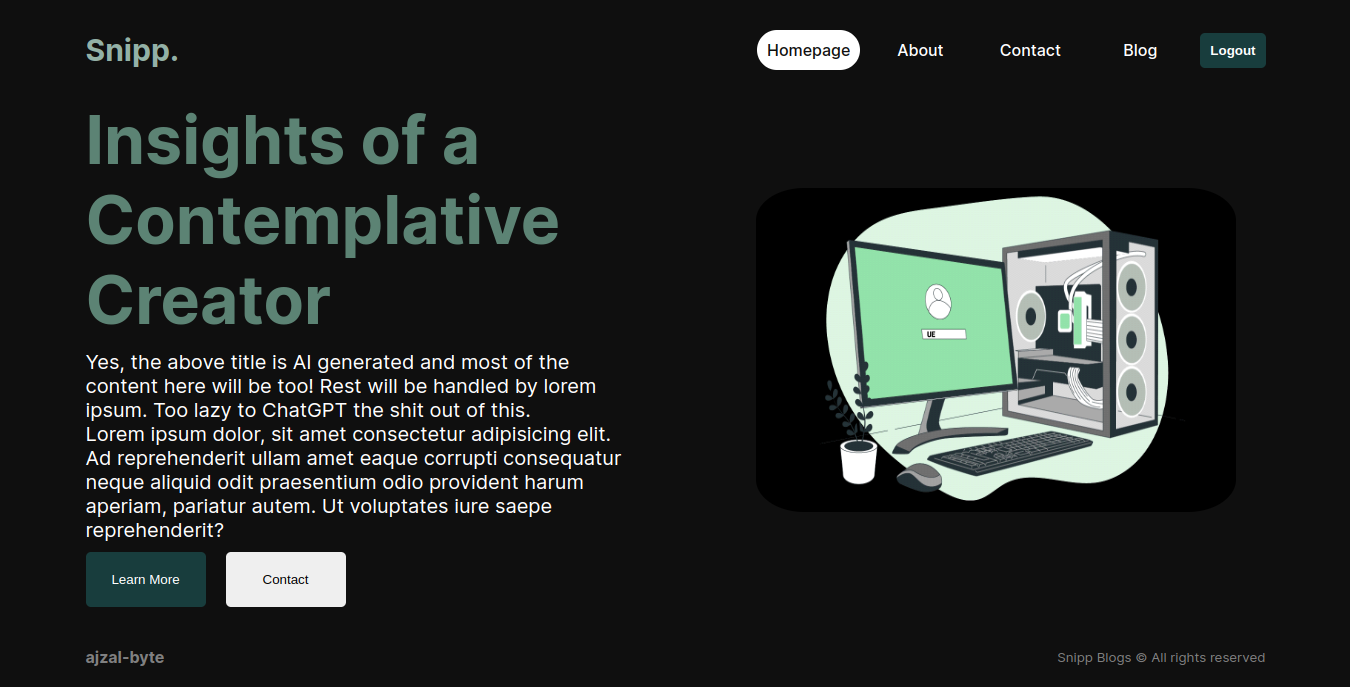 Snipp.
Homepage About Contact Blog Logout
Insights of a
Contemplative
Creator
Yes, the above title is AI generated and most of the
content here will be too! Rest will be handled by lorem
ipsum. Too lazy to ChatGPT the shit out of this.
Lorem ipsum dolor, sit amet consectetur adipisicing elit.
Ad reprehenderit ullam amet eaque corrupti consequatur
neque aliquid odit praesentium odio provident harum
aperiam, pariatur autem. Ut voluptates iure saepe
reprehenderit?
Learn More Contact
UE
ajzal-byte
Snipp Blogs © All rights reserved